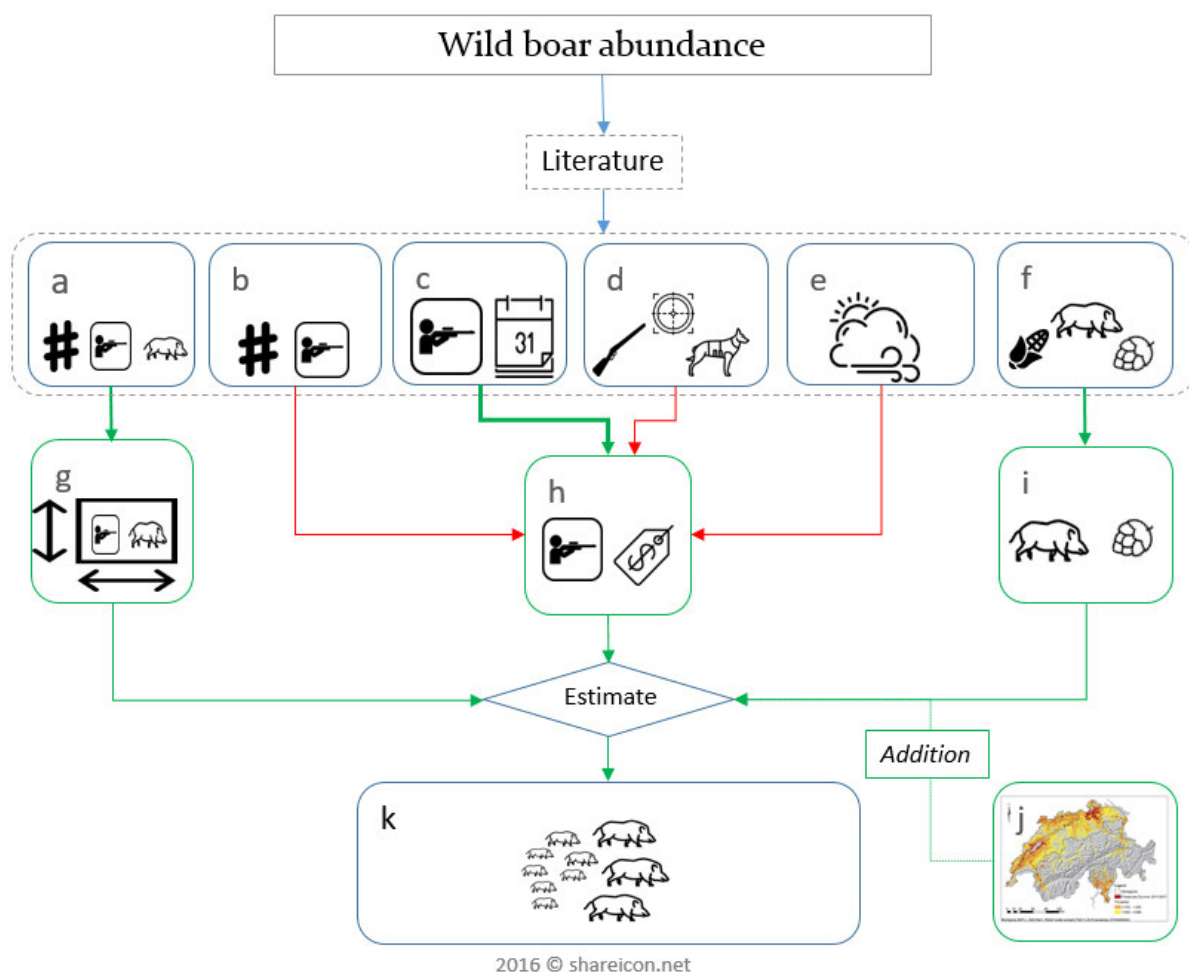 Wild boar abundance
Literature
a
b
c
d
e
f
31
g
h
i
$
Estimate
Addition
k
j
2016 © shareicon.net